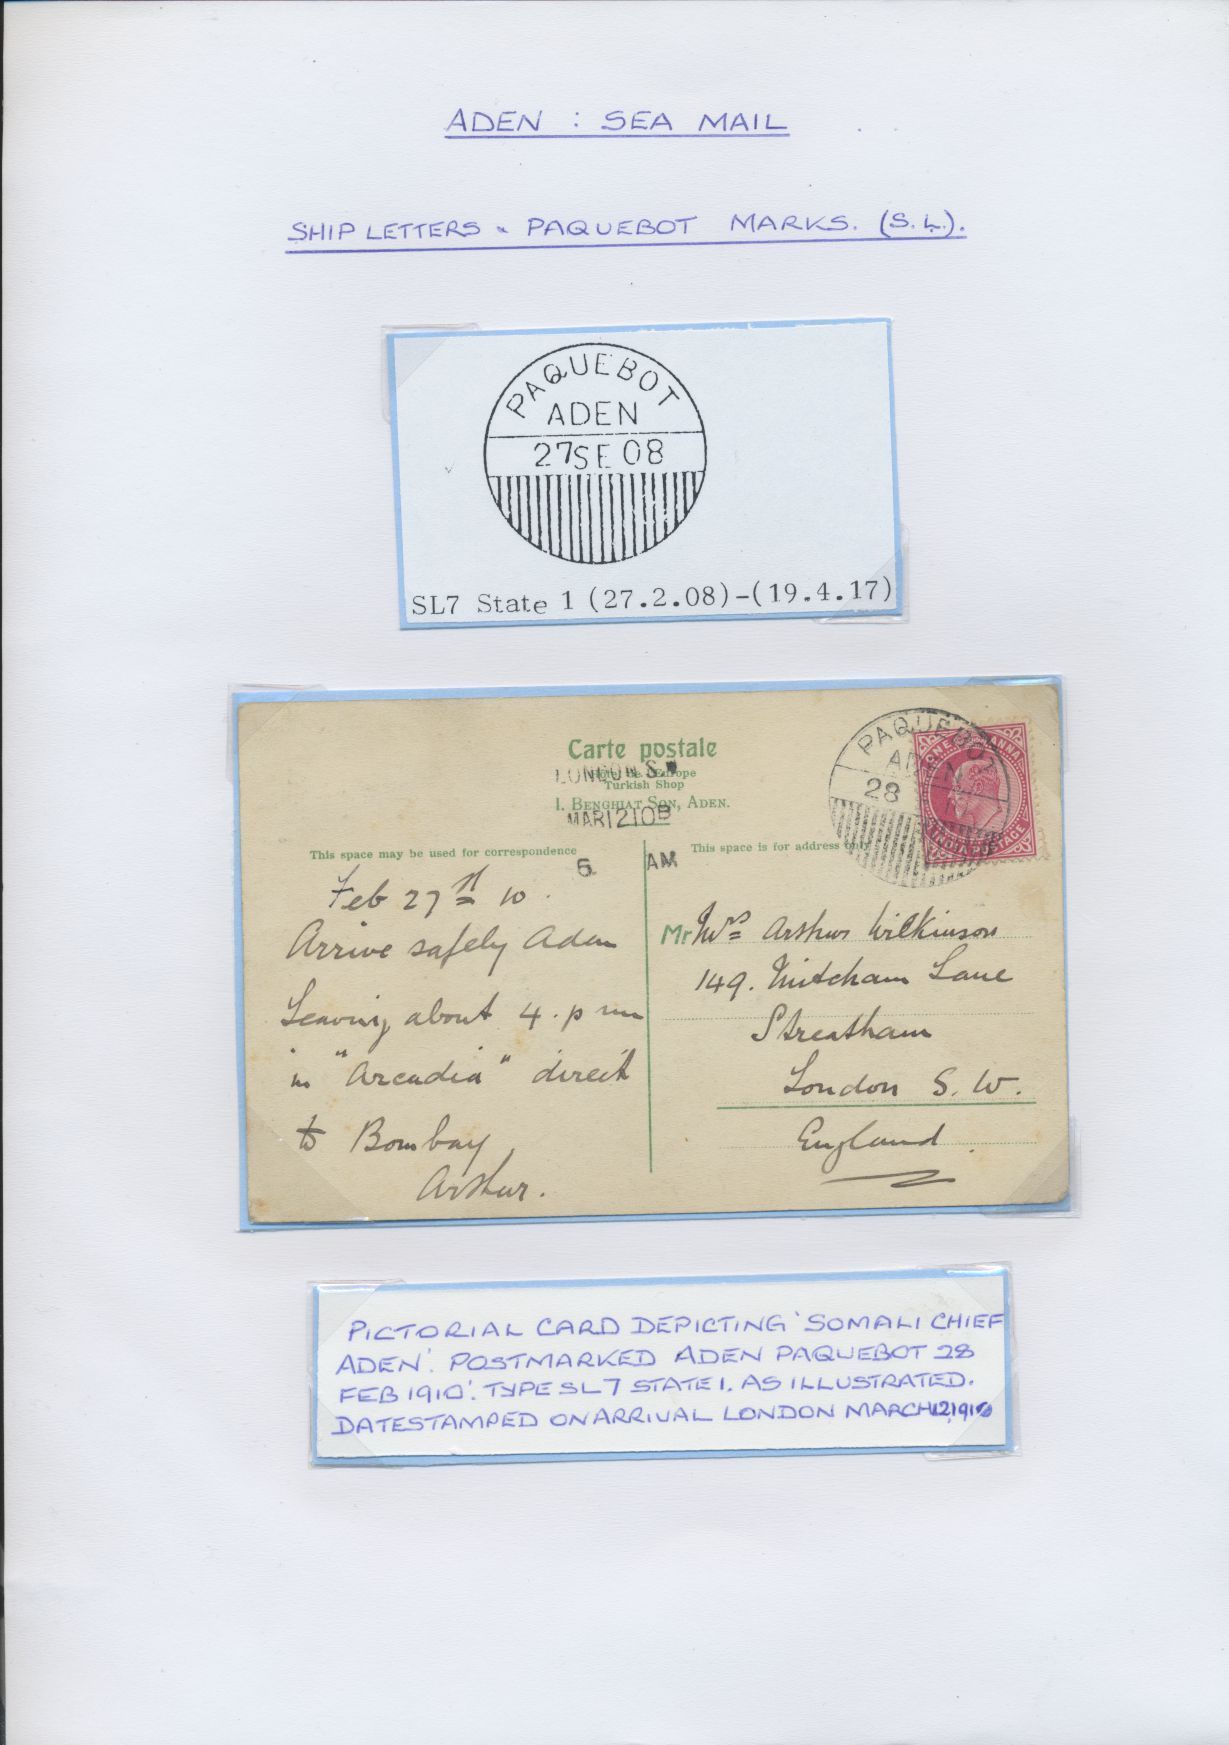 ADEN : SEA MAIL
SHIP LETTERS & PAQUEBOT MARKS. (S.L.).
PAQUEBOT
ADEN
27SE 08
SL7 State 1 (27.2.08)-(19.4.17)
Carte postale
LONDON S.
Europe
Turkish Shop
I. BENGHIAT SON, ADEN.
MAR 12 10 B
5 AM
PAQUEBOT
ADEN
28
ONE ANNA
INDIA POSTAGE
This space may be used for correspondence
This space is for address only
Feb 27 10.
Arrive safely Aden
Leaving about 4. p m
in "Arcadia" direct
to Bombay
Arthur.
Mr Mrs Arthur Wilkinson
149. Mitcham Lane
Streatham
London S. W.
England.
PICTORIAL CARD DEPICTING 'SOMALI CHIEF
ADEN'. POSTMARKED ADEN PAQUEBOT 28
FEB 1910'. TYPE SL7 STATE 1. AS ILLUSTRATED.
DATESTAMPED ON ARRIVAL LONDON MARCH 12 1910